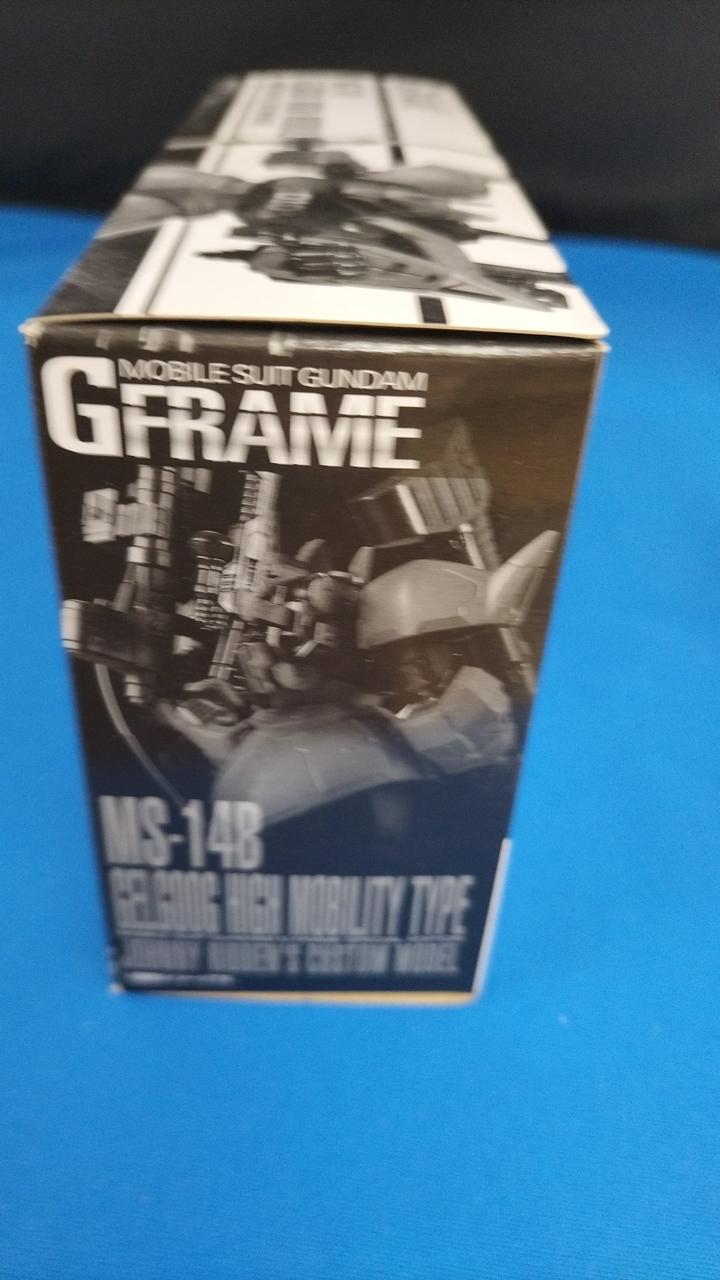 MOBILE SUIT GUNDAM
GFRAME
MS-14B
GELGOOG HIGH MOBILITY TYPE
JOHNNY RIDDEN'S CUSTOM MODEL